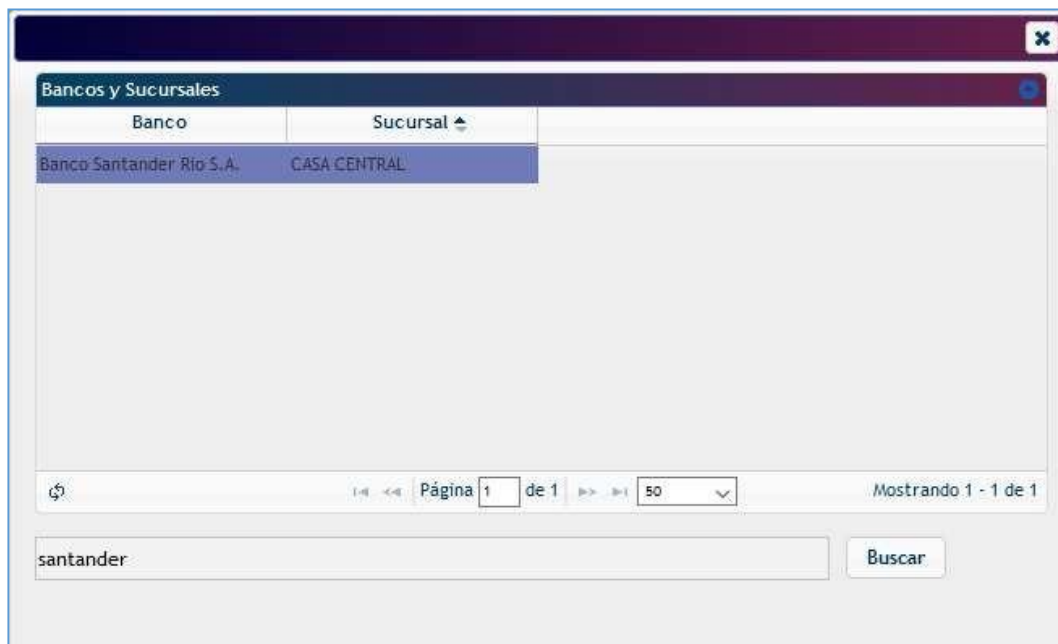 Bancos y Sucursales
Banco Sucursal
Banco Santander Rio S.A. CASA CENTRAL
Página 1 de 1 50 Mostrando 1 - 1 de 1
santander Buscar